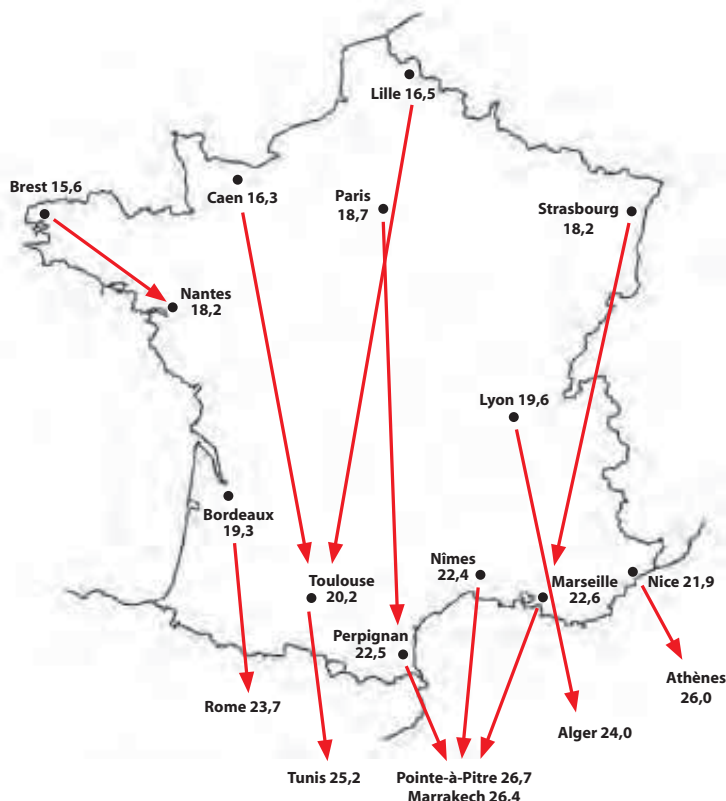 Lille 16,5
Brest 15,6
Caen 16,3
Paris
18,7
Strasbourg
18,2
Nantes
18,2
Lyon 19,6
Bordeaux
19,3
Nîmes
22,4
Toulouse
20,2
Marseille
22,6
Nice 21,9
Perpignan
22,5
Athènes
26,0
Rome 23,7
Alger 24,0
Tunis 25,2
Pointe-à-Pitre 26,7
Marrakech 26,4